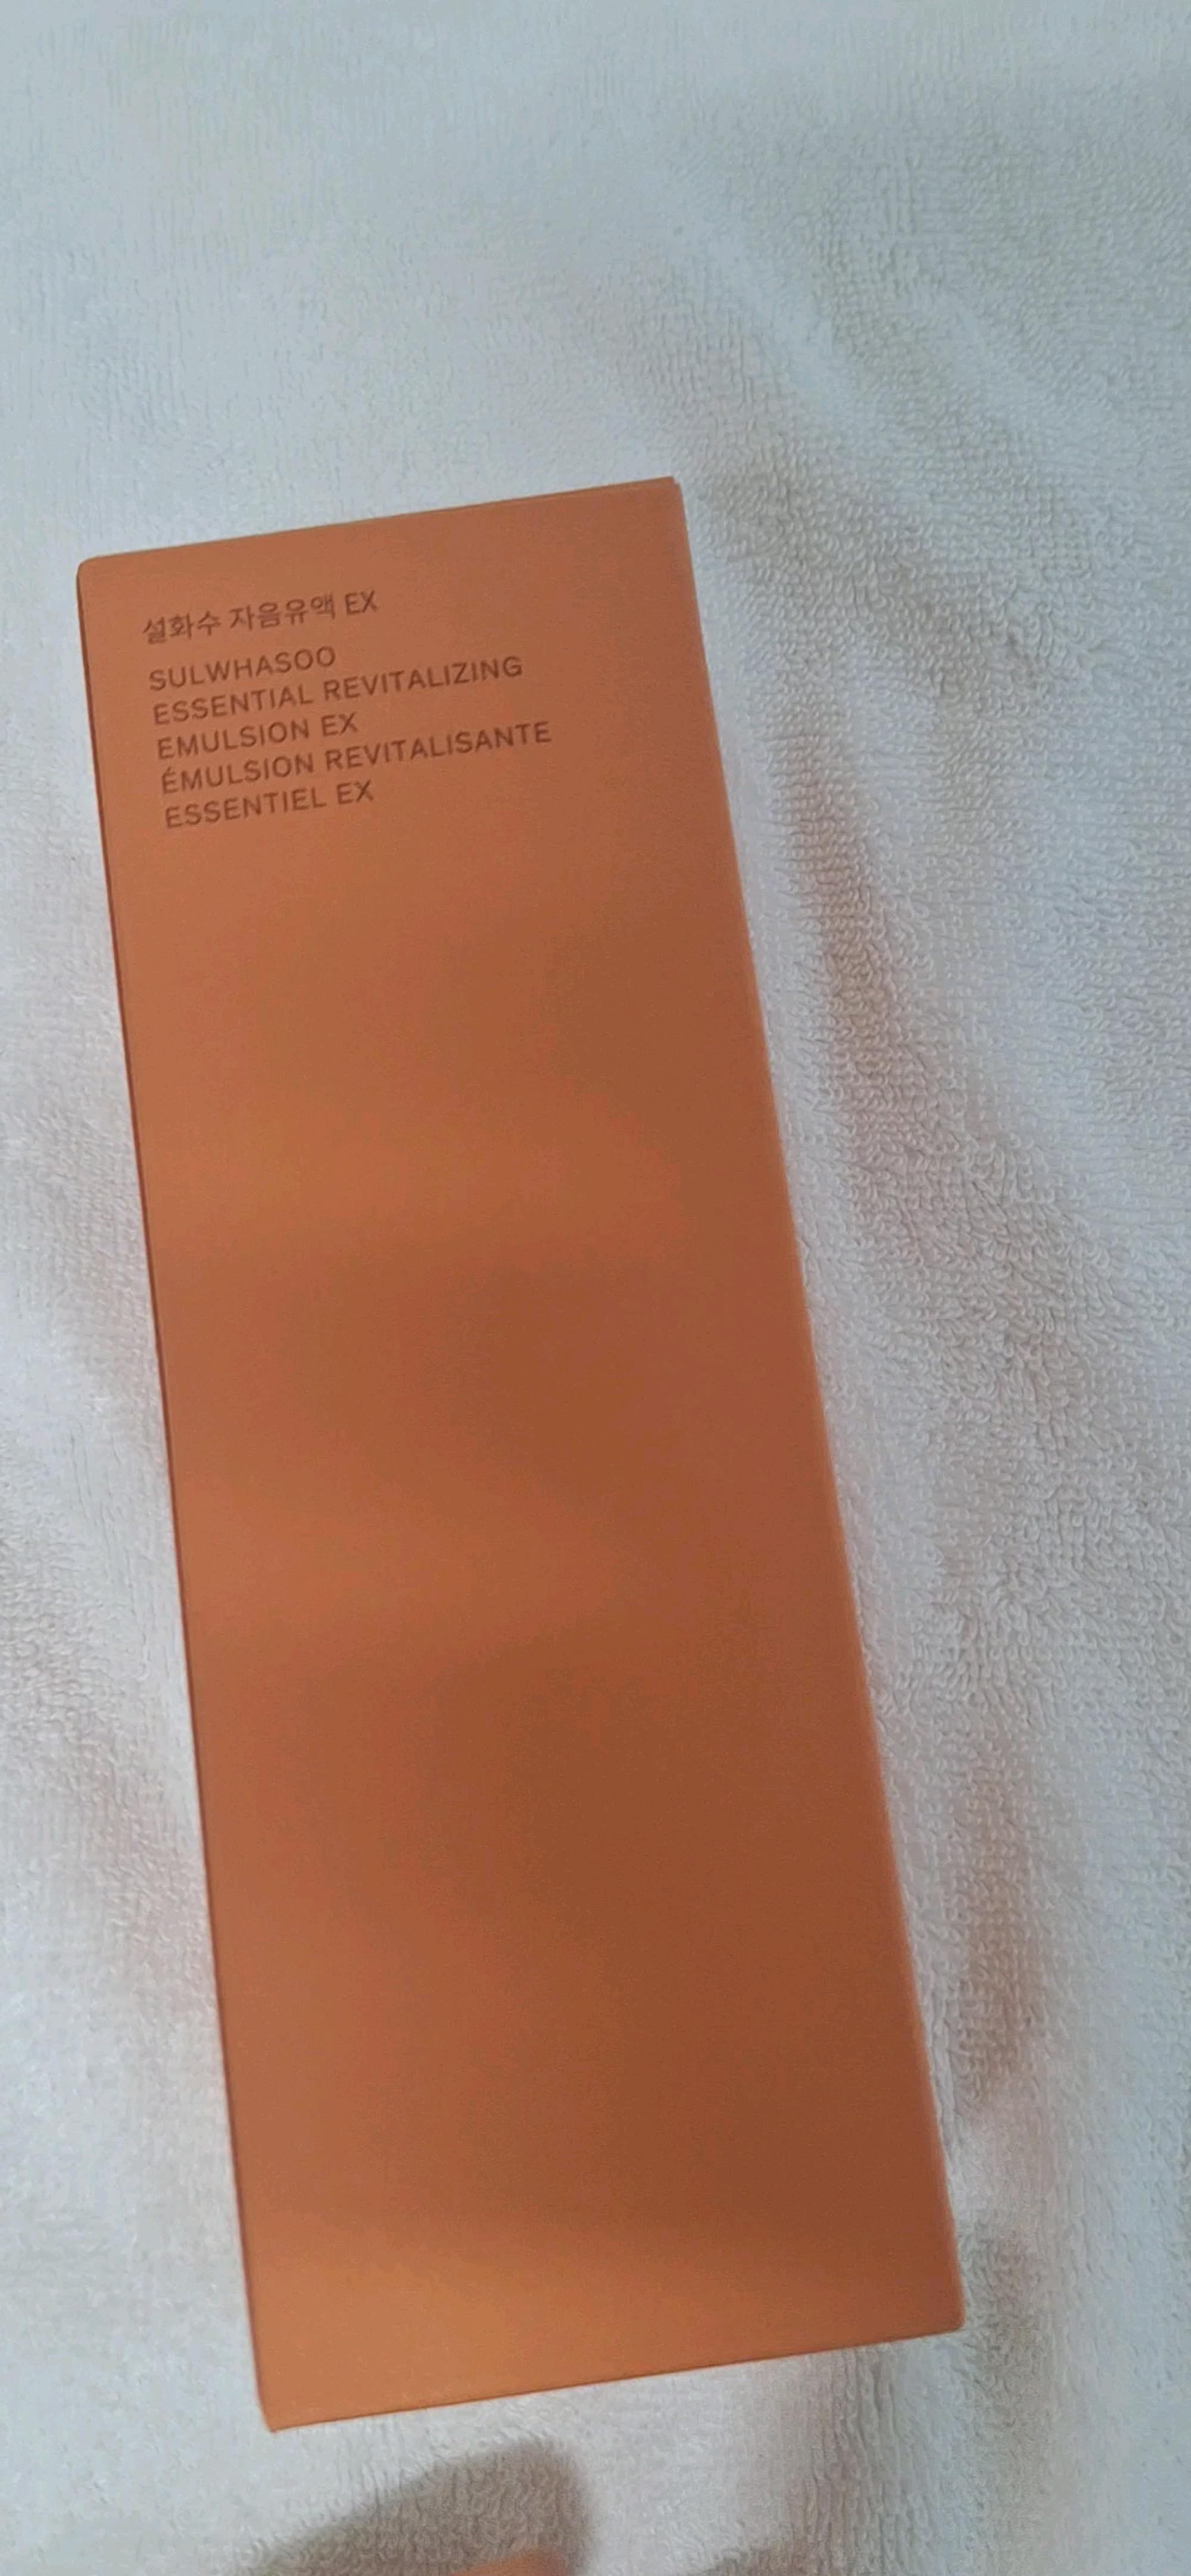 설화수 자음유액 EX
SULWHASOO
ESSENTIAL REVITALIZING
EMULSION EX
ÉMULSION REVITALISANTE
ESSENTIEL EX